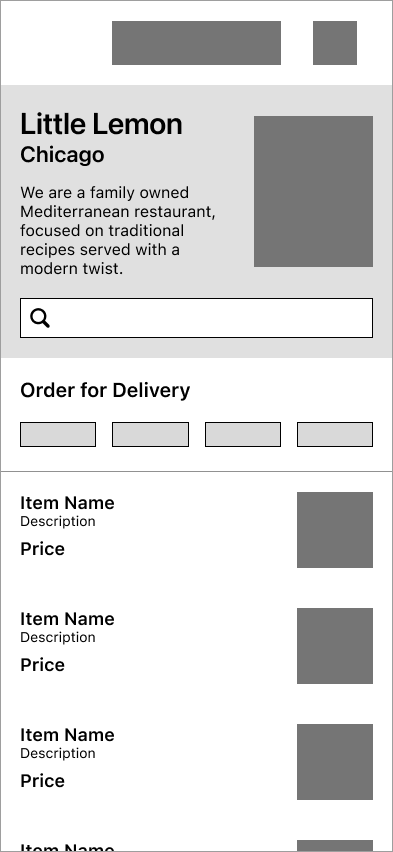 Little Lemon
Chicago
We are a family owned
Mediterranean restaurant,
focused on traditional
recipes served with a
modern twist.
Order for Delivery
Item Name
Description
Price
Item Name
Description
Price
Item Name
Description
Price
Item Name